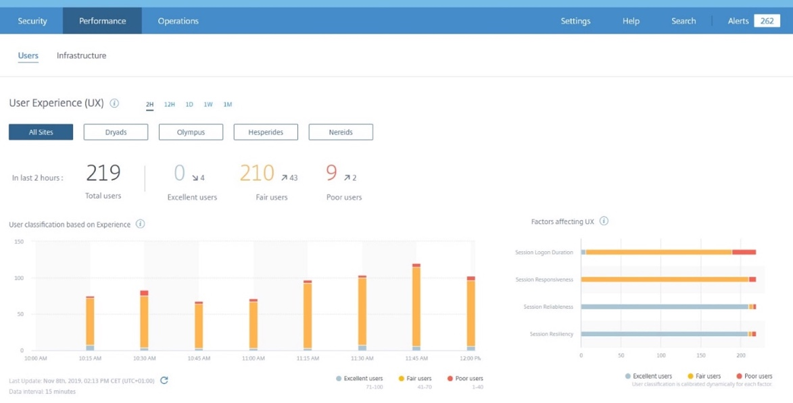 Security Performance Operations Settings Help Search Alerts 262
Users Infrastructure
User Experience (UX) 2H 12H 1D 1W 1M
All Sites Dryads Olympus Hesperides Nereids
In last 2 hours : 219 0 4 210 43 9 2
Total users Excellent users Fair users Poor users
User classification based on Experience
150
100
50
0
10:00 AM 10:15 AM 10:30 AM 10:45 AM 11:00 AM 11:15 AM 11:30 AM 11:45 AM 12:00 PM
Excellent users Fair users Poor users
71-100 41-70 1-40
Last Update: Nov 8th, 2019, 02:13 PM CET (UTC+01:00)
Data Interval: 15 minutes
Factors affecting UX
Session Logon Duration
Session Responsiveness
Session Reliableness
Session Resiliency
0 50 100 150 200
Excellent users Fair users Poor users
User classification is calibrated dynamically for each factor